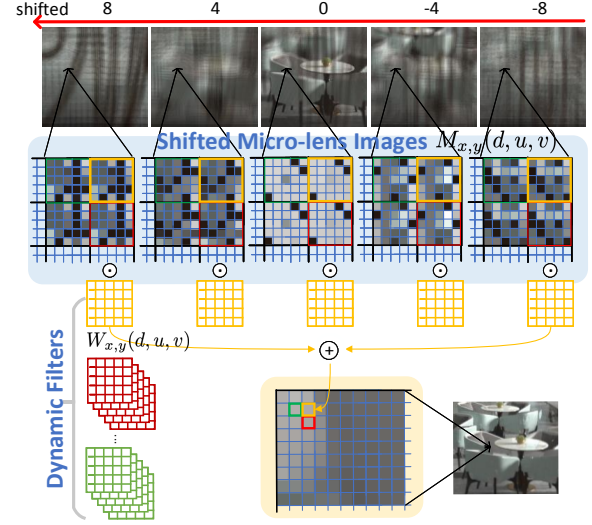 shifted 8 4 0 -4 -8
Shifted Micro-lens Images $M_{x,y}(d,u,v)$
$W_{x,y}(d,u,v)$
Dynamic Filters
...